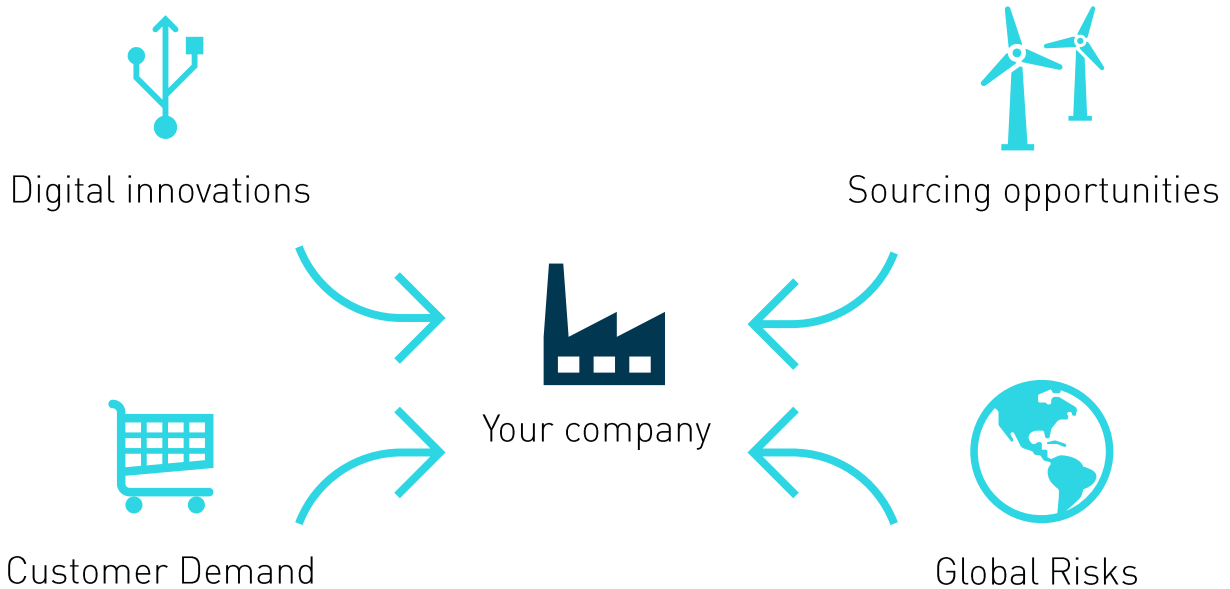 Digital innovations
Sourcing opportunities
Your company
Customer Demand
Global Risks